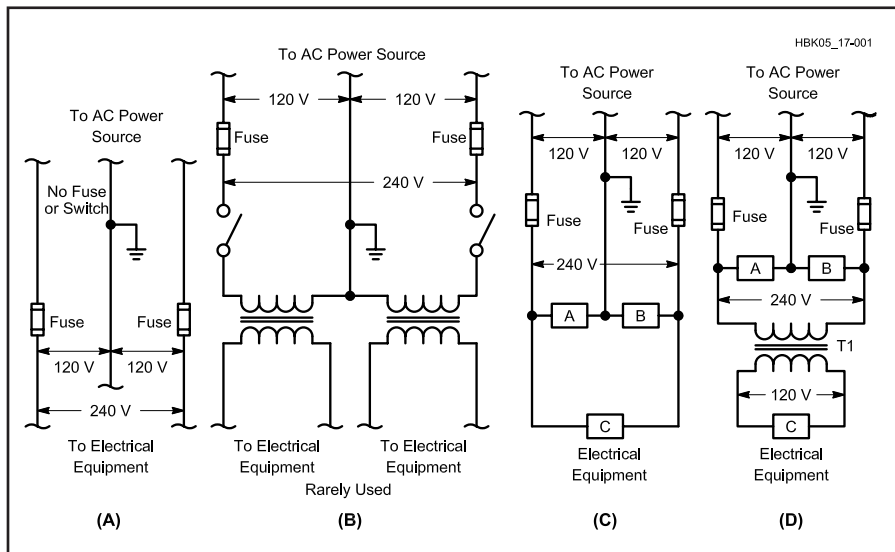 HBK05_17-001
To AC Power
Source
No Fuse
or Switch
Fuse
Fuse
120 V
120 V
240 V
To Electrical
Equipment
(A)
To AC Power Source
120 V
120 V
Fuse
Fuse
240 V
To Electrical
Equipment
To Electrical
Equipment
Rarely Used
(B)
To AC Power
Source
120 V
120 V
Fuse
Fuse
240 V
A
B
C
Electrical
Equipment
(C)
To AC Power
Source
120 V
120 V
Fuse
Fuse
A
B
240 V
T1
120 V
C
Electrical
Equipment
(D)